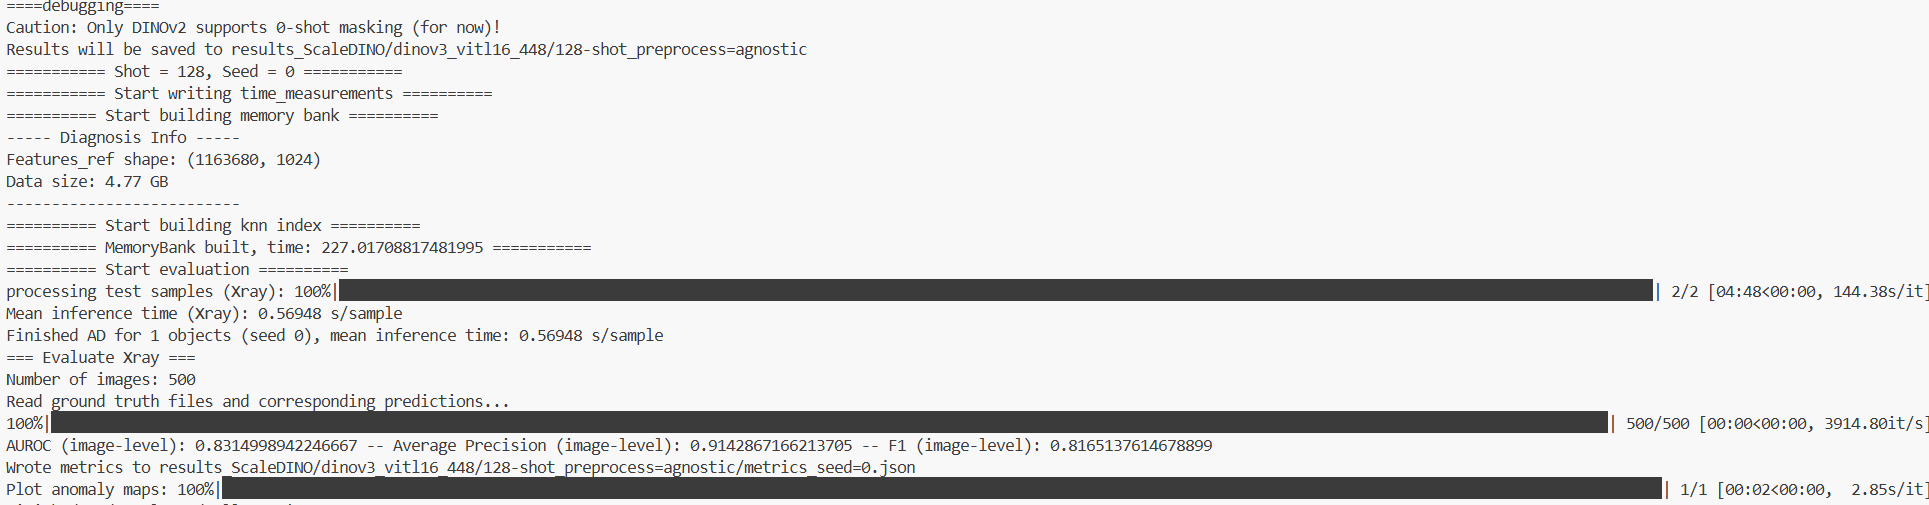 ====debugging====
Caution: Only DINOv2 supports 0-shot masking (for now)!
Results will be saved to results_ScaleDINO/dinov3_vitl16_448/128-shot_preprocess=agnostic
=========== Shot = 128, Seed = 0 ===========
=========== Start writing time_measurements ==========
========== Start building memory bank ==========
----- Diagnosis Info -----
Features_ref shape: (1163680, 1024)
Data size: 4.77 GB
--------------------------
========== Start building knn index ==========
========== MemoryBank built, time: 227.01708817481995 ===========
========== Start evaluation ==========
processing test samples (Xray): 100%|██████████| 2/2 [04:48<00:00, 144.38s/it]
Mean inference time (Xray): 0.56948 s/sample
Finished AD for 1 objects (seed 0), mean inference time: 0.56948 s/sample
=== Evaluate Xray ===
Number of images: 500
Read ground truth files and corresponding predictions...
100%|██████████| 500/500 [00:00<00:00, 3914.80it/s]
AUROC (image-level): 0.8314998942246667 -- Average Precision (image-level): 0.9142867166213705 -- F1 (image-level): 0.8165137614678899
Wrote metrics to results_ScaleDINO/dinov3_vitl16_448/128-shot_preprocess=agnostic/metrics_seed=0.json
Plot anomaly maps: 100%|██████████| 1/1 [00:02<00:00,  2.85s/it]